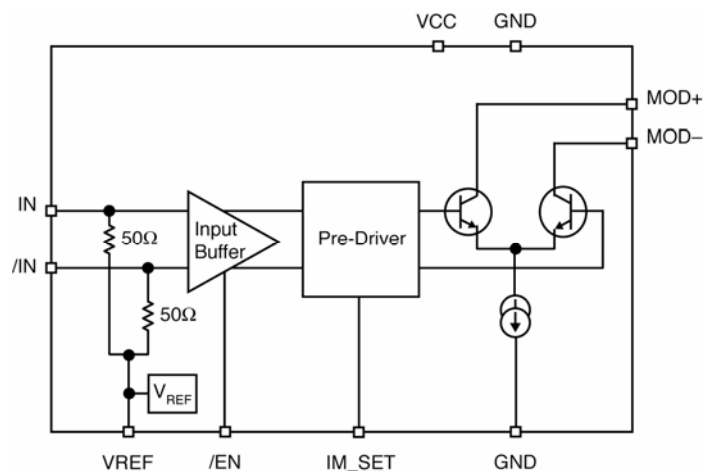 VCC
GND
MOD+
MOD−
IN
/IN
50Ω
50Ω
Input
Buffer
Pre-Driver
VREF
VREF
/EN
IM_SET
GND